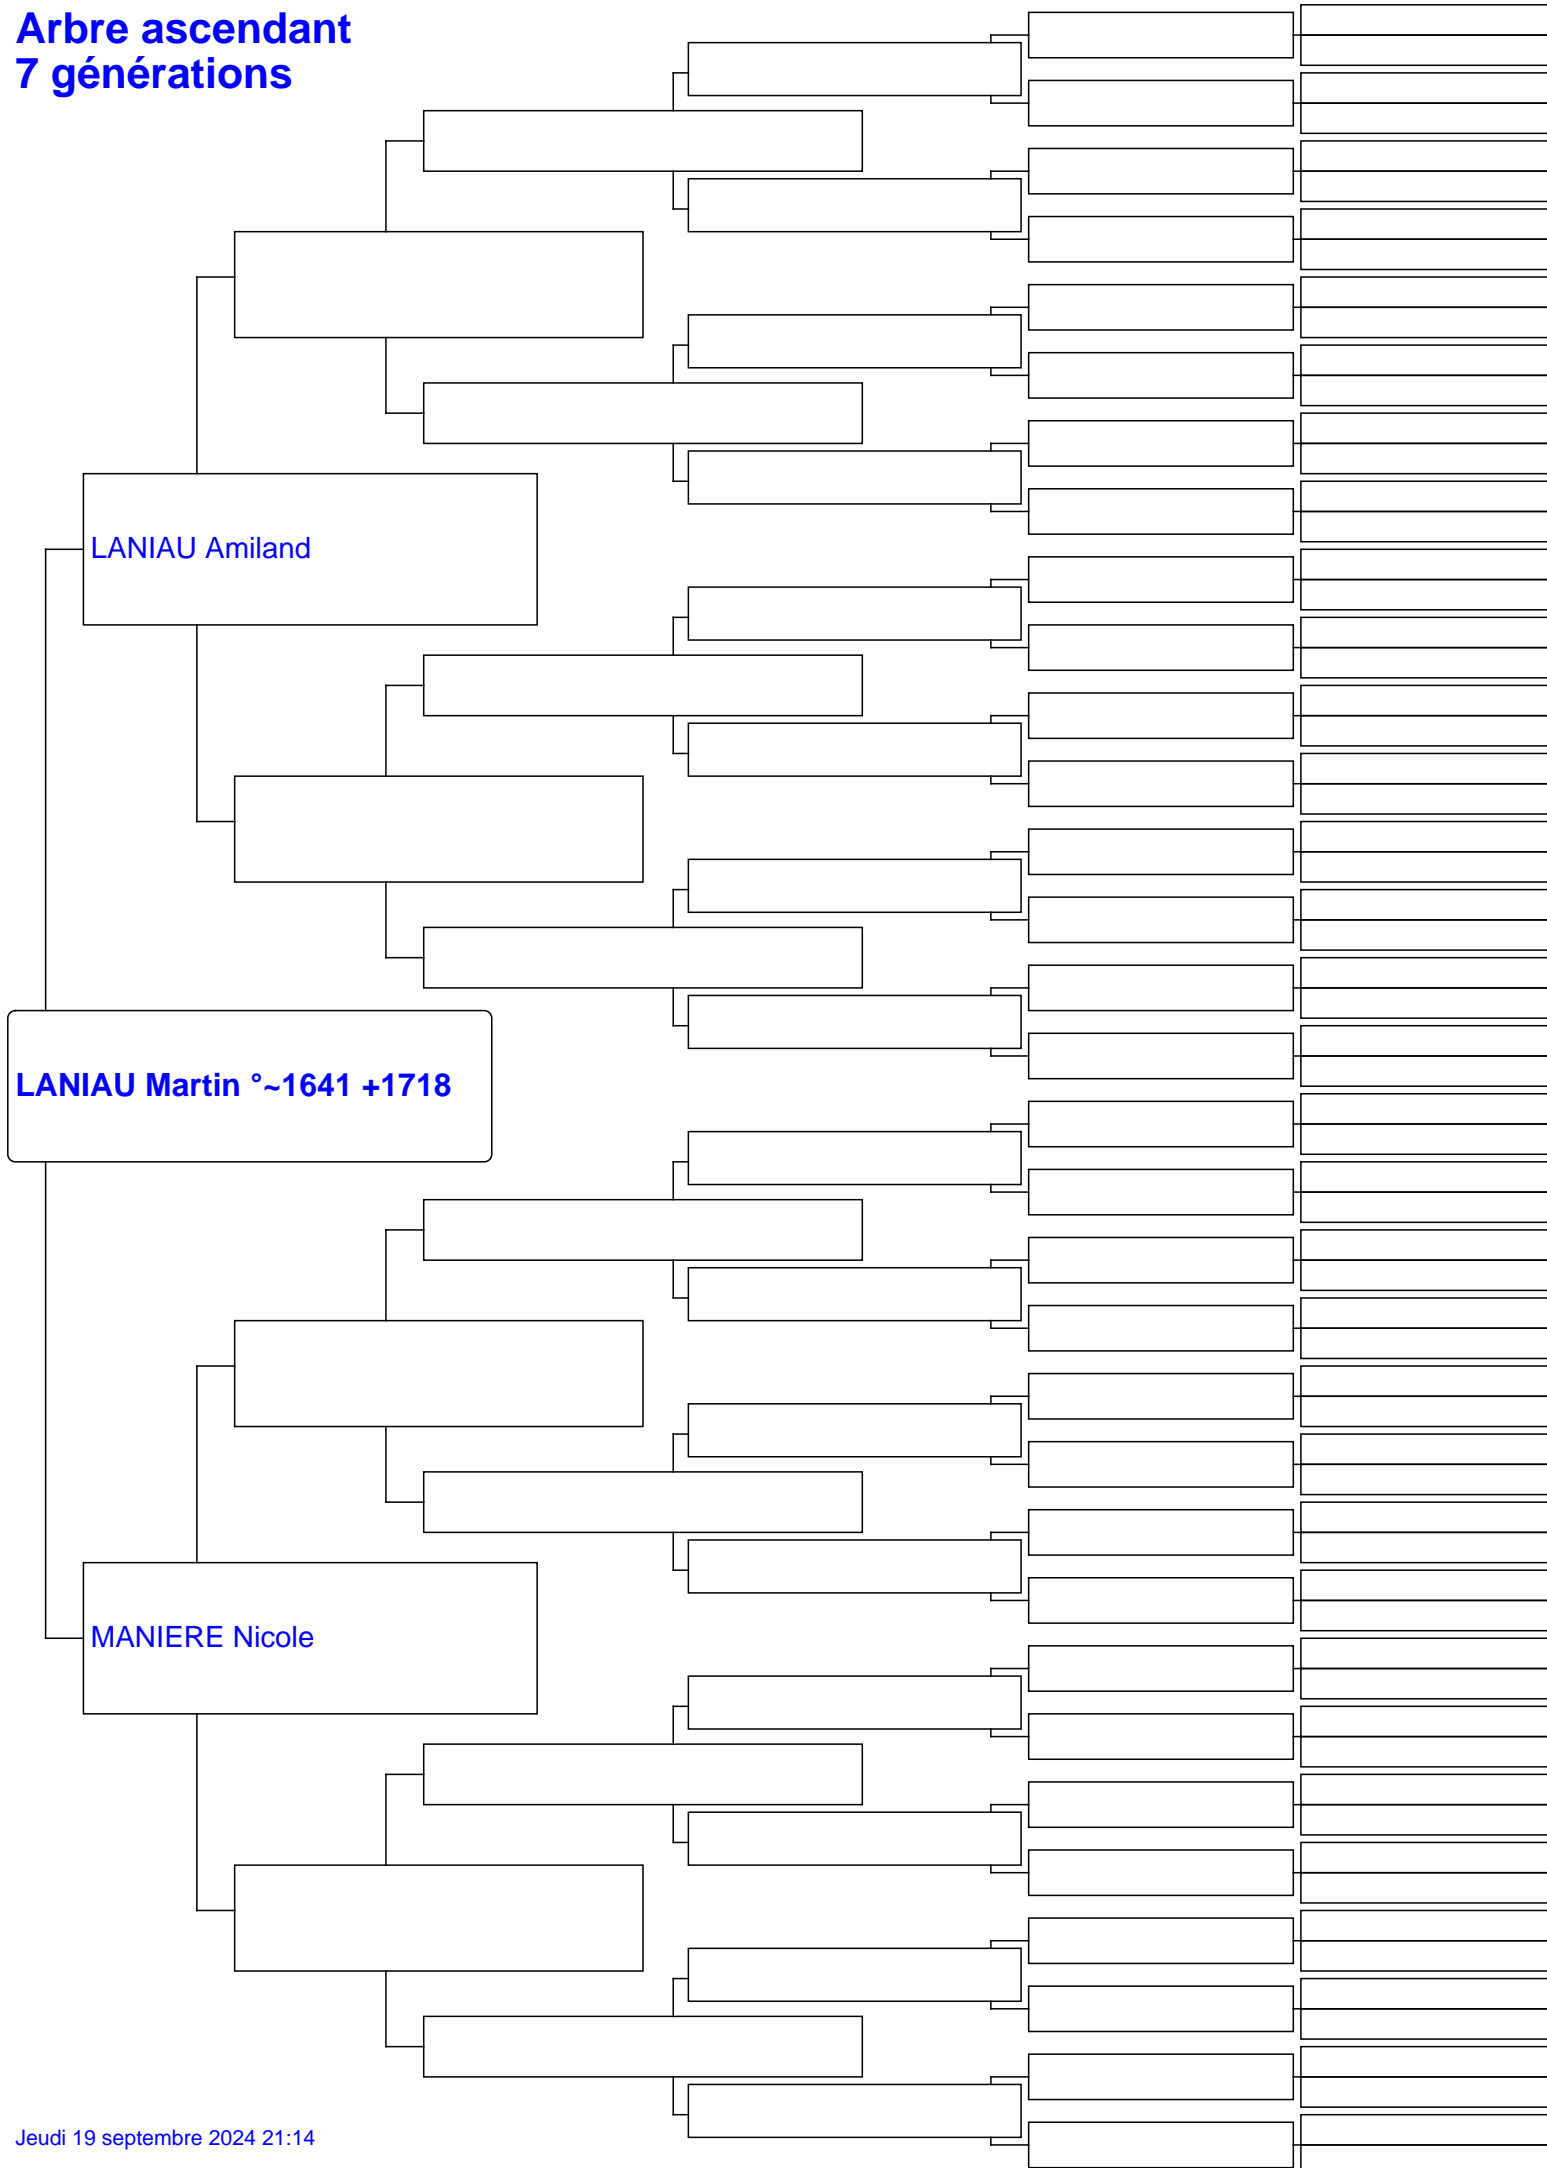 Arbre ascendant
7 générations
LANIAU Amiland
LANIAU Martin °~1641 +1718
MANIERE Nicole
Jeudi 19 septembre 2024 21:14